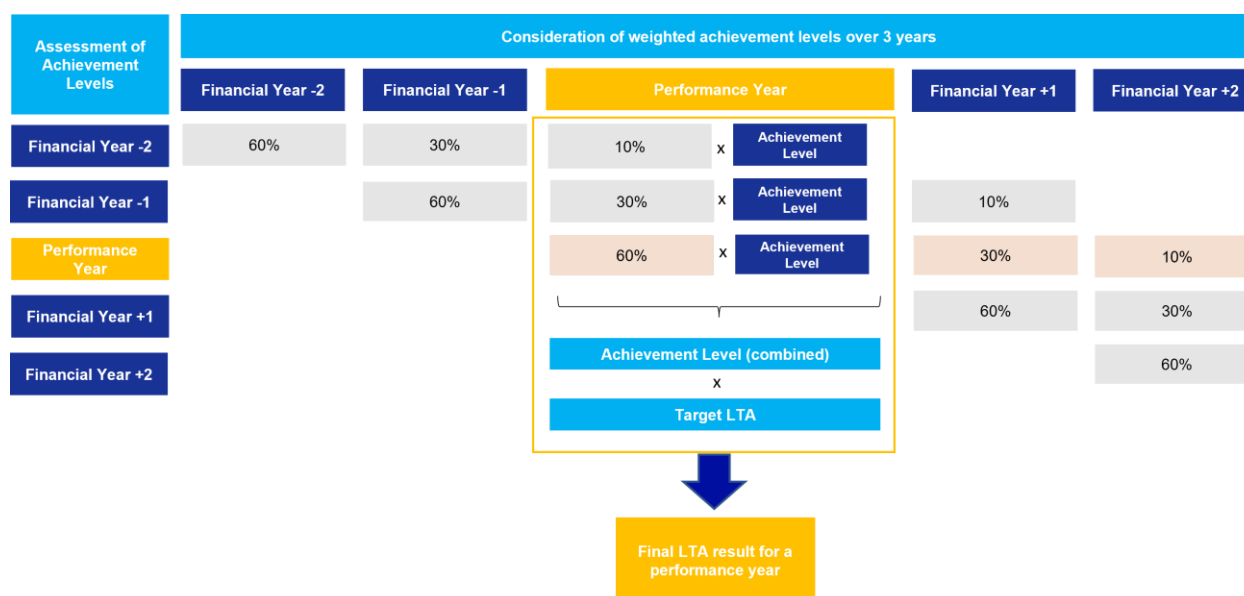 Assessment of
Achievement
Levels
Consideration of weighted achievement levels over 3 years
Financial Year -2
Financial Year -1
Performance Year
Financial Year +1
Financial Year +2
Financial Year -2
60%
30%
10%
x
Achievement
Level
Financial Year -1
60%
30%
x
Achievement
Level
10%
Performance
Year
60%
x
Achievement
Level
30%
10%
Financial Year +1
60%
30%
Achievement Level (combined)
Financial Year +2
60%
x
Target LTA
Final LTA result for a
performance year